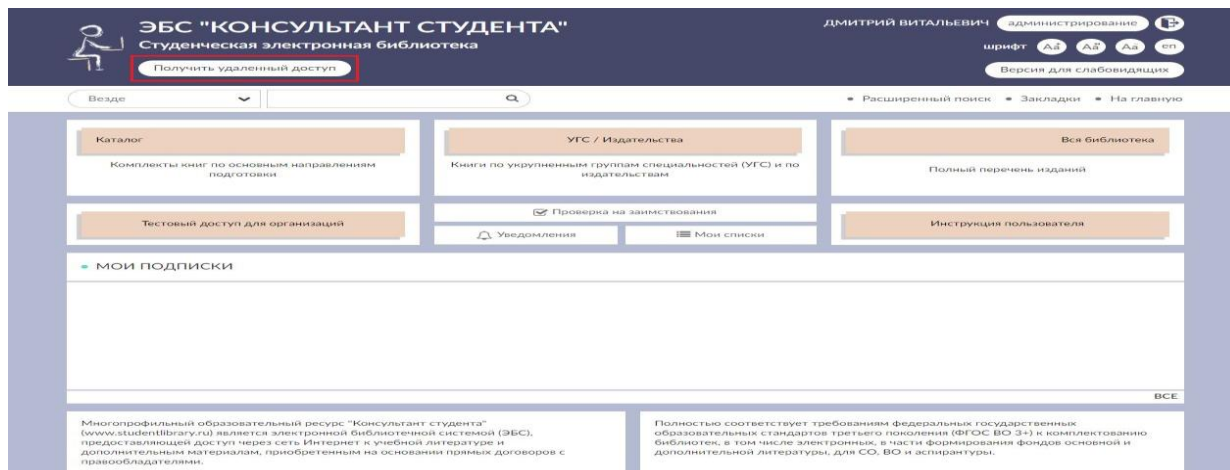 ЭБС "КОНСУЛЬТАНТ СТУДЕНТА"
Студенческая электронная библиотека
Получить удаленный доступ
ДМИТРИЙ ВИТАЛЬЕВИЧ администрирование
шрифт Аа Аа Аа en
Версия для слабовидящих
Везде
• Расширенный поиск • Закладки • На главную
Каталог
Комплекты книг по основным направлениям
подготовки
УГС / Издательства
Книги по укрупненным группам специальностей (УГС) и по
издательствам
Вся библиотека
Полный перечень изданий
Тестовый доступ для организаций
Проверка на заимствования
Уведомления
Мои списки
Инструкция пользователя
• МОИ ПОДПИСКИ
ВСЕ
Многопрофильный образовательный ресурс "Консультант студента"
(www.studentlibrary.ru) является электронной библиотечной системой (ЭБС),
предоставляющей доступ через сеть Интернет к учебной литературе и
дополнительным материалам, приобретенным на основании прямых договоров с
правообладателями.
Полностью соответствует требованиям федеральных государственных
образовательных стандартов третьего поколения (ФГОС ВО 3+) к комплектованию
библиотек, в том числе электронных, в части формирования фондов основной и
дополнительной литературы, для СО, ВО и аспирантуры.